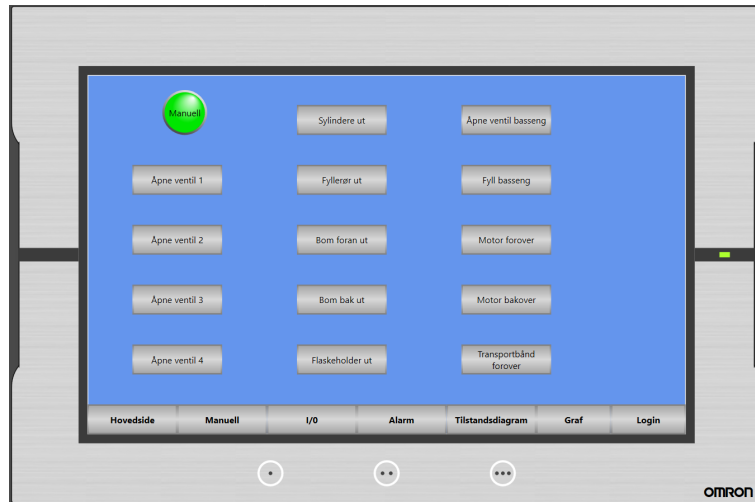 Manuell
Sylindere ut
Åpne ventil basseng
Åpne ventil 1
Fyllerør ut
Fyll basseng
Åpne ventil 2
Bom foran ut
Motor forover
Åpne ventil 3
Bom bak ut
Motor bakover
Åpne ventil 4
Flaskeholder ut
Transportbånd
forover
Hovedside
Manuell
I/0
Alarm
Tilstandsdiagram
Graf
Login
OMRON